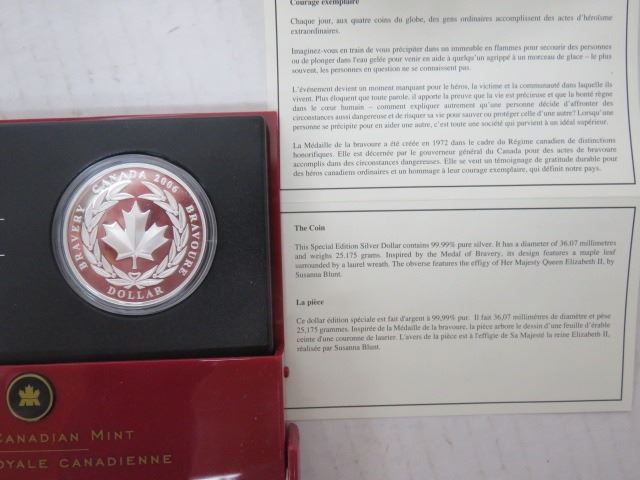 Courage exemplaire
Chaque jour, aux quatre coins du globe, des gens ordinaires accomplissent des actes d'héroïsme
extraordinaires.
Imaginez-vous en train de vous précipiter dans un immeuble en flammes pour secourir des personnes
ou de plonger dans l'eau gelée pour venir en aide à quelqu'un agrippé à un morceau de glace – le plus
souvent, les personnes en question ne se connaissent pas.
L'événement devient un moment marquant pour le héros, la victime et la communauté dans laquelle ils
vivent. Plus éloquent que toute parole, il apporte la preuve que la vie est précieuse et que la bonté règne
dans le cœur humain – comment expliquer autrement qu'une personne décide d'affronter des
circonstances aussi dangereuses et de risquer sa vie pour sauver ou protéger celle d'une autre? Lorsqu'une
personne se précipite pour en aider une autre, c'est toute une société qui parvient à un idéal supérieur.
La Médaille de la bravoure a été créée en 1972 dans le cadre du Régime canadien de distinctions
honorifiques. Elle est décernée par le gouverneur général du Canada pour des actes de bravoure
accomplis dans des circonstances dangereuses. Elle se veut un témoignage de gratitude durable pour
des héros canadiens ordinaires et un hommage à leur courage exemplaire, qui définit notre pays.
CANADA 2006
BRAVERY
BRAVOURE
DOLLAR
The Coin
This Special Edition Silver Dollar contains 99.99% pure silver. It has a diameter of 36.07 millimetres
and weighs 25.175 grams. Inspired by the Medal of Bravery, its design features a maple leaf
surrounded by a laurel wreath. The obverse features the effigy of Her Majesty Queen Elizabeth II, by
Susanna Blunt.
La pièce
Ce dollar édition spéciale est fait d'argent à 99,99% pur. Il fait 36,07 millimètres de diamètre et pèse
25,175 grammes. Inspirée de la Médaille de la bravoure, la pièce arbore le dessin d'une feuille d'érable
ceinte d'une couronne de laurier. L'avers de la pièce est à l'effigie de Sa Majesté la reine Elizabeth II,
réalisée par Susanna Blunt.
CANADIAN MINT
OYALE CANADIENNE